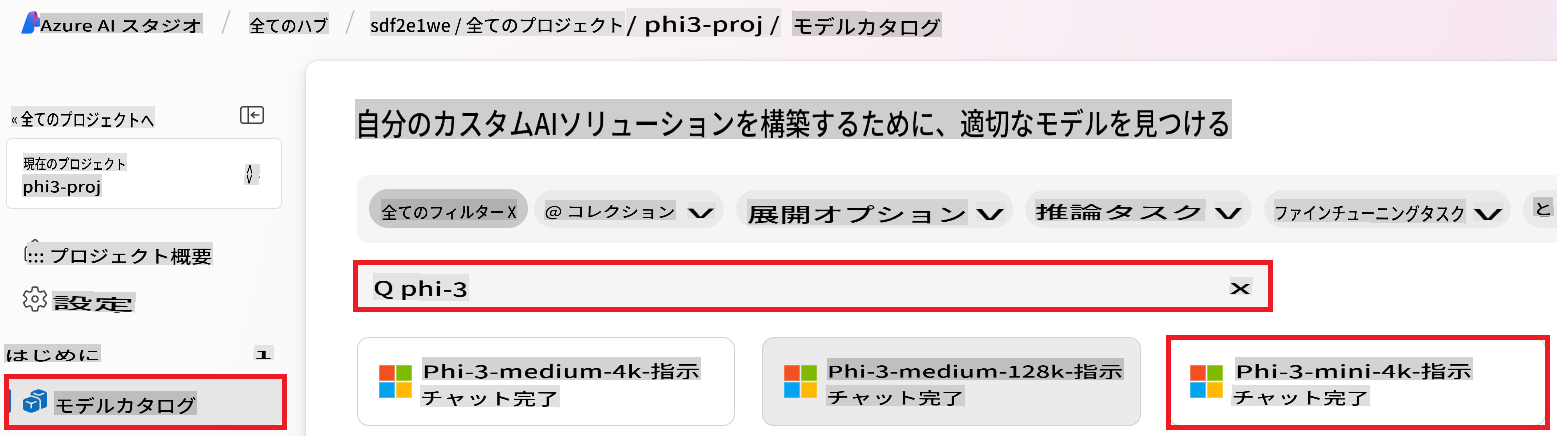 Azure AI スタジオ / 全てのハブ / sdf2e1we / 全てのプロジェクト / phi3-proj / モデルカタログ
«全てのプロジェクトへ
現在のプロジェクト
phi3-proj
プロジェクト概要
設定
はじめに
モデルカタログ
自分のカスタムAIソリューションを構築するために、適切なモデルを見つける
全てのフィルター X @ コレクション 展開オプション 推論タスク ファインチューニングタスク と
Q phi-3 X
Phi-3-medium-4k-指示
チャット完了
Phi-3-medium-128k-指示
チャット完了
Phi-3-mini-4k-指示
チャット完了